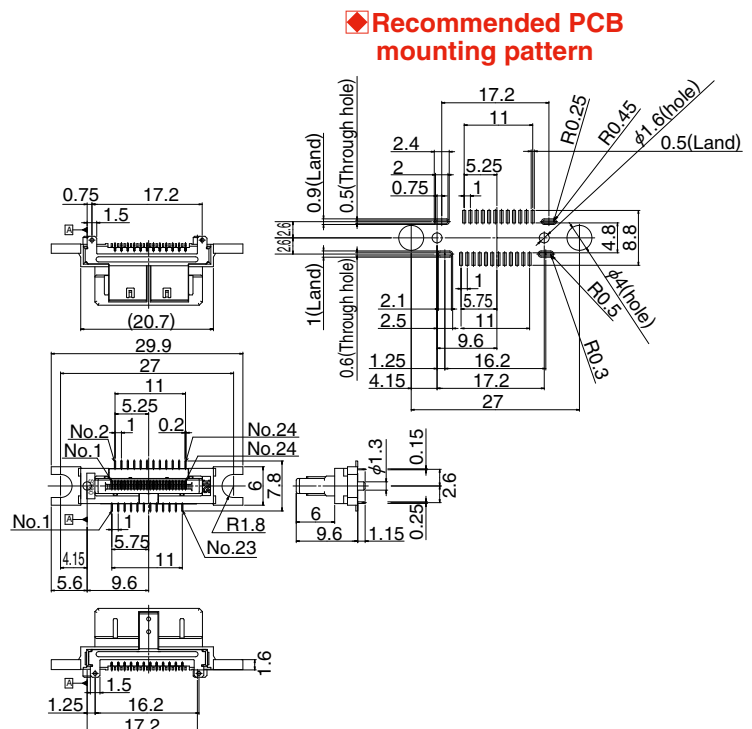 Recommended PCB
mounting pattern
17.2
11
2.4
2
5.25
0.75
1
0.9(Land)
0.5(Through hole)
R0.25
R0.45
φ1.6(hole)
0.5(Land)
2.6
2.6
4.8
8.8
1(Land)
0.6(Through hole)
1
2.1
5.75
2.5
11
9.6
1.25
16.2
4.15
17.2
27
φ4(hole)
R0.5
R0.3
0.75
17.2
1.5
A
(20.7)
29.9
27
11
5.25
1
0.2
No.2
No.24
No.1
No.24
6
7.8
No.1
1
R1.8
A
5.75
No.23
4.15
11
5.6
9.6
φ1.3
0.15
2.6
6
0.25
9.6
1.15
1.6
A
1.5
1.25
16.2
17.2